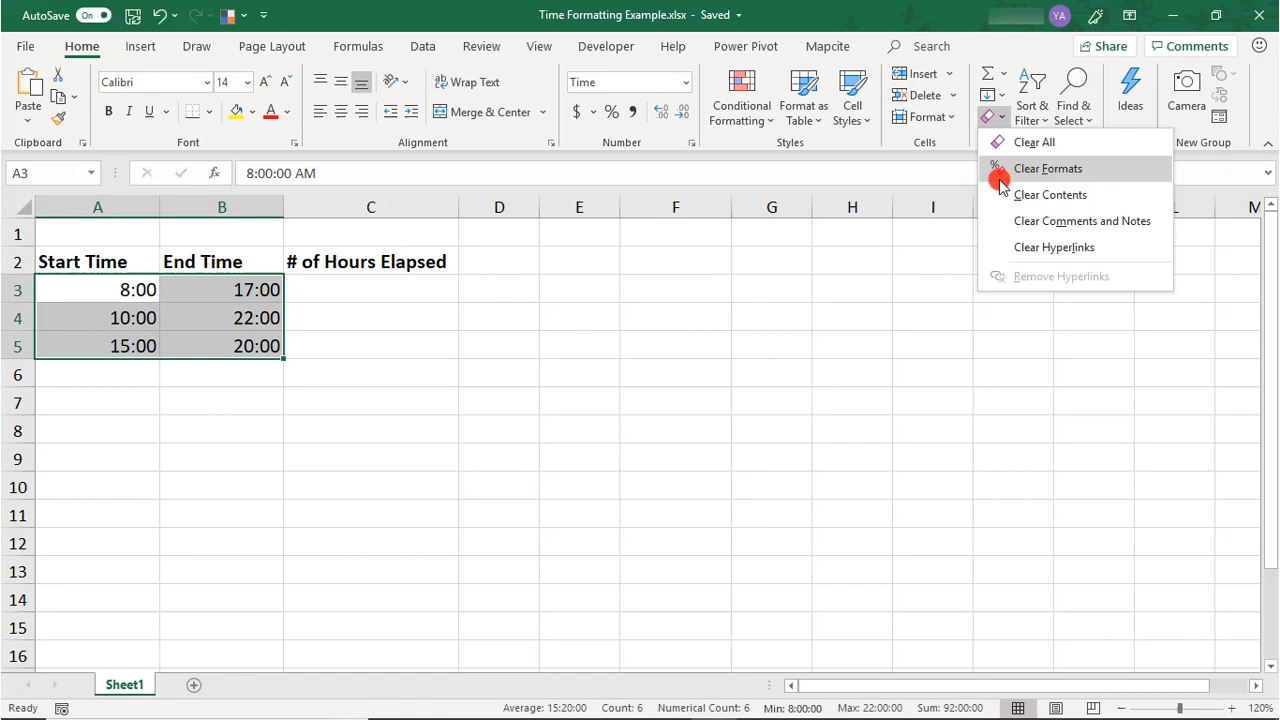 AutoSave On
Time Formatting Example.xlsx - Saved
YA
File Home Insert Draw Page Layout Formulas Data Review View Developer Help Power Pivot Mapcite Search Share Comments
Paste
Calibri 14
B I U A A A
Wrap Text
Merge & Center
Time
$ % ,
Conditional Formatting
Format as Table
Cell Styles
Insert
Delete
Format
Sort & Filter
Find & Select
Ideas
Camera
Clipboard Font Alignment Number Styles Cells New Group
Clear All
Clear Formats
Clear Contents
Clear Comments and Notes
Clear Hyperlinks
Remove Hyperlinks
A3 fx 8:00:00 AM
A B C D E F G H I L M
1
2 Start Time End Time # of Hours Elapsed
3 8:00 17:00
4 10:00 22:00
5 15:00 20:00
6
7
8
9
10
11
12
13
14
15
16
Sheet1
Ready Average: 15:20:00 Count: 6 Numerical Count: 6 Min: 8:00:00 Max: 22:00:00 Sum: 92:00:00 120%